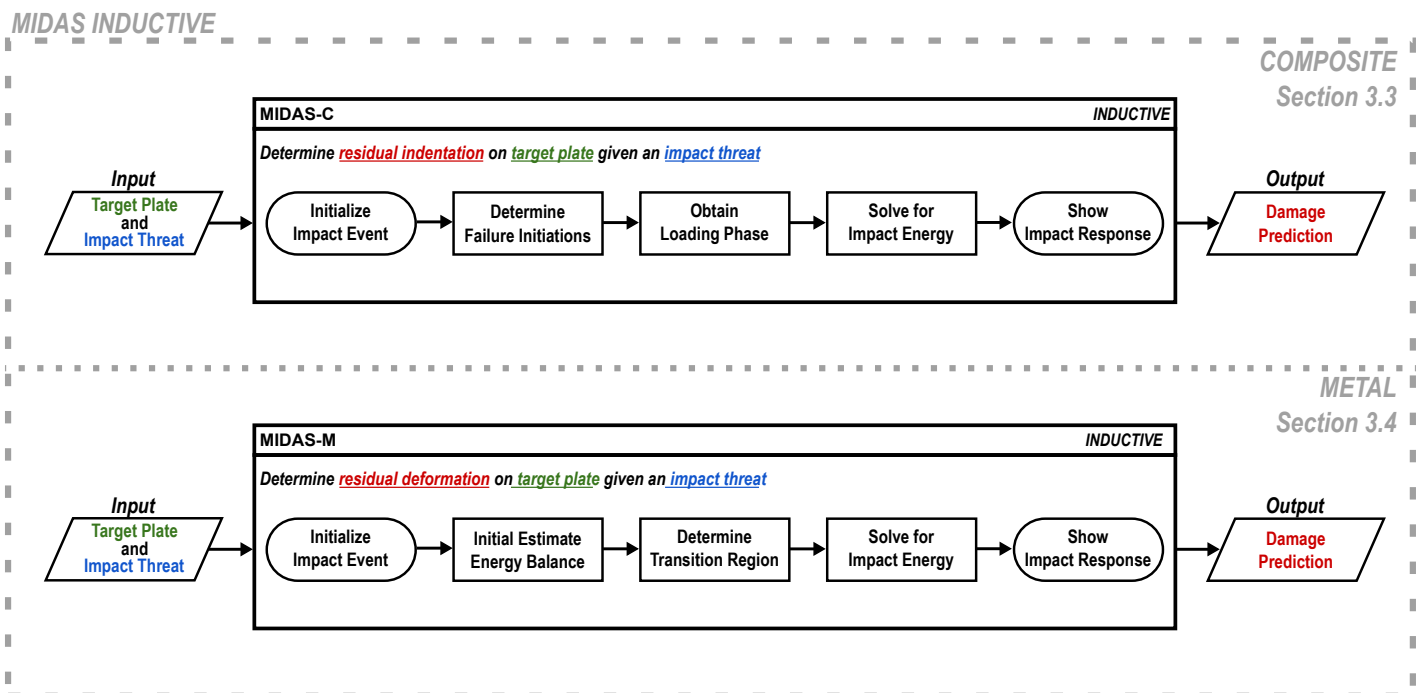 MIDAS INDUCTIVE
COMPOSITE
Section 3.3
MIDAS-C
INDUCTIVE
Determine residual indentation on target plate given an impact threat
Input
Target Plate
and
Impact Threat
Initialize
Impact Event
Determine
Failure Initiations
Obtain
Loading Phase
Solve for
Impact Energy
Show
Impact Response
Output
Damage
Prediction
METAL
Section 3.4
MIDAS-M
INDUCTIVE
Determine residual deformation on target plate given an impact threat
Input
Target Plate
and
Impact Threat
Initialize
Impact Event
Initial Estimate
Energy Balance
Determine
Transition Region
Solve for
Impact Energy
Show
Impact Response
Output
Damage
Prediction